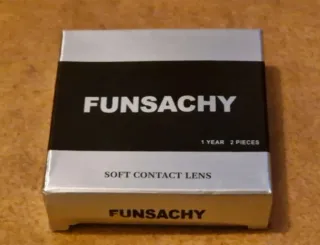 FUNSACHY
1 YEAR 2 PIECES
SOFT CONTACT LENS
FUNSACHY